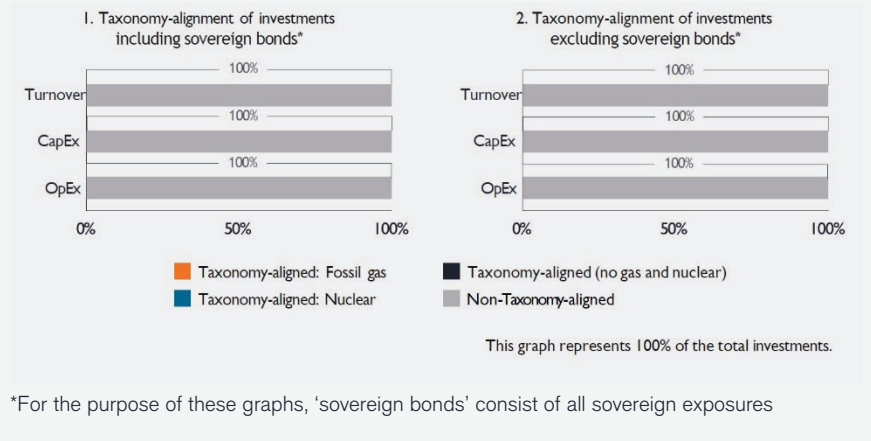 1. Taxonomy-alignment of investments
including sovereign bonds*
100%
Turnover
100%
CapEx
100%
OpEx
0% 50% 100%
2. Taxonomy-alignment of investments
excluding sovereign bonds*
100%
Turnover
100%
CapEx
100%
OpEx
0% 50% 100%
Taxonomy-aligned: Fossil gas
Taxonomy-aligned: Nuclear
Taxonomy-aligned (no gas and nuclear)
Non-Taxonomy-aligned
This graph represents 100% of the total investments.
*For the purpose of these graphs, ‘sovereign bonds’ consist of all sovereign exposures